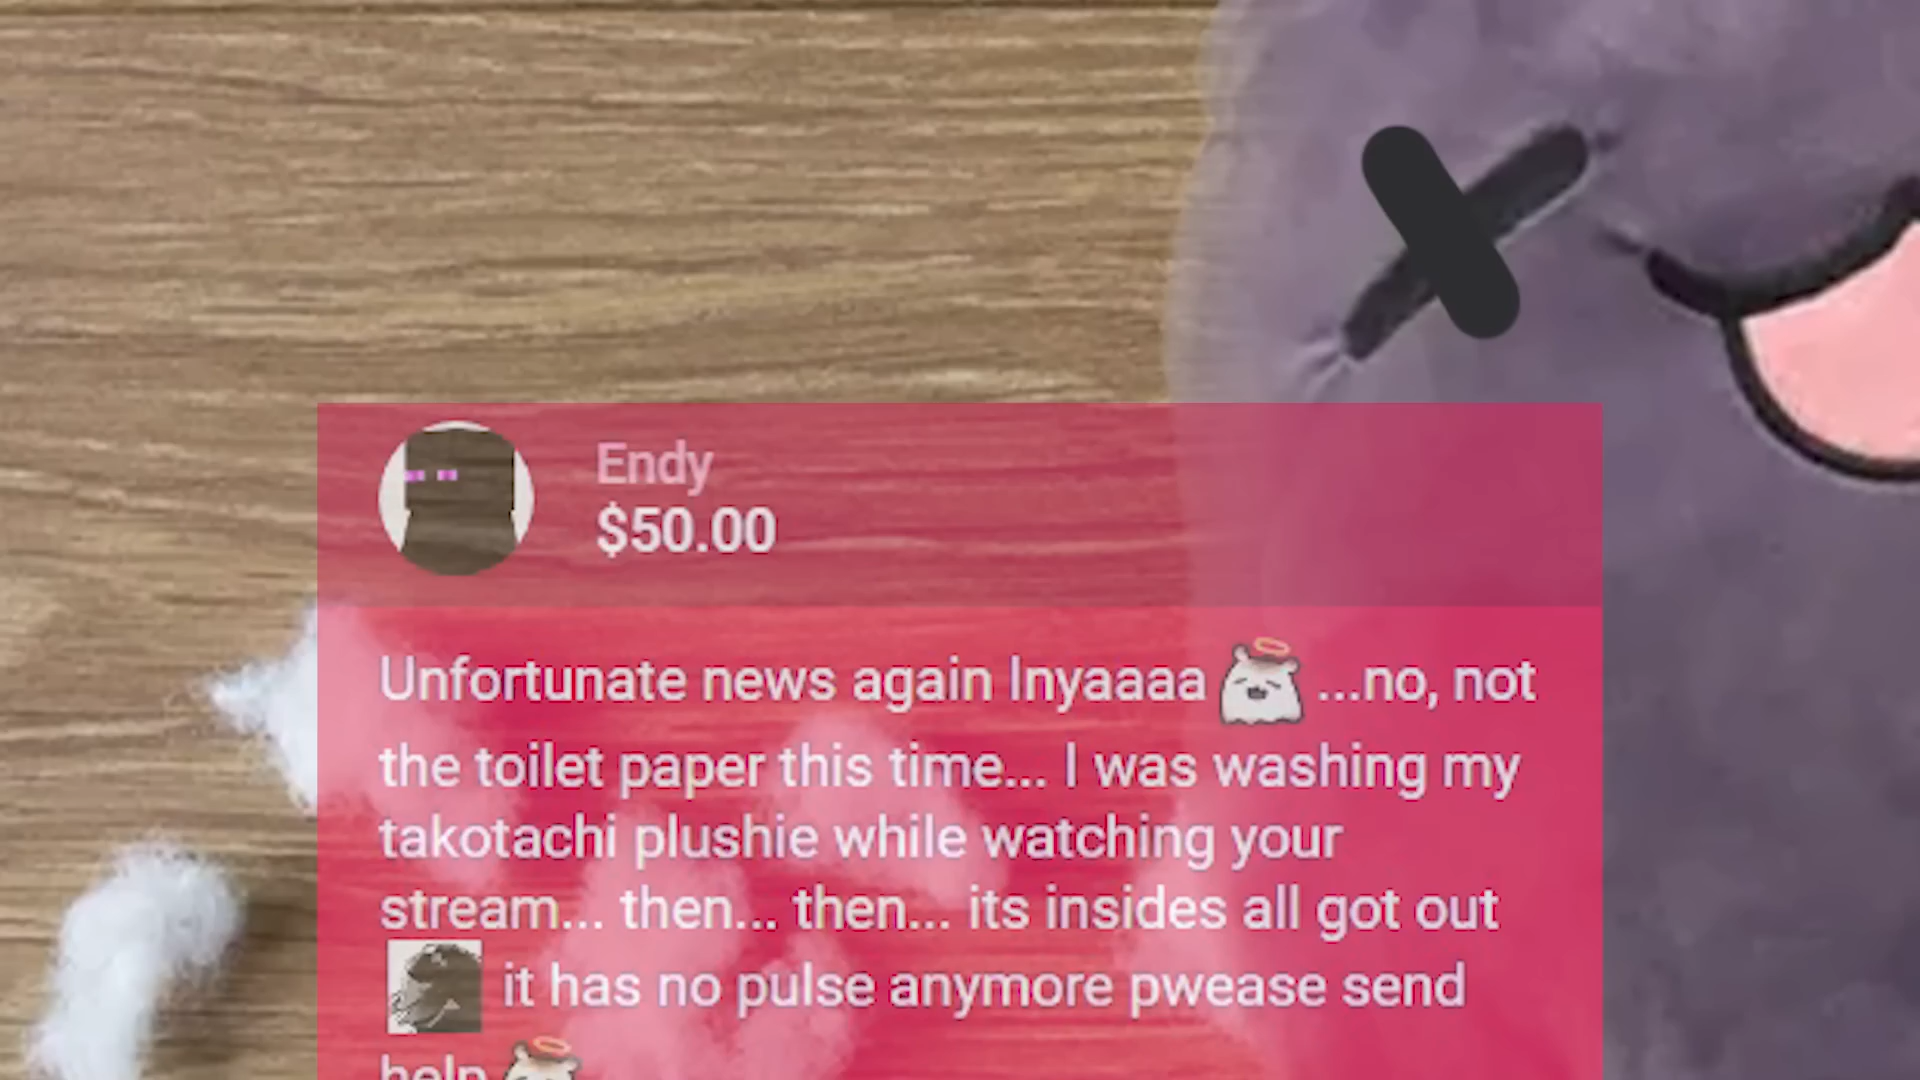 Endy
$50.00
Unfortunate news again Inyaaaa ...no, not
the toilet paper this time... I was washing my
takotachi plushie while watching your
stream... then... then... its insides all got out
it has no pulse anymore pwease send
help